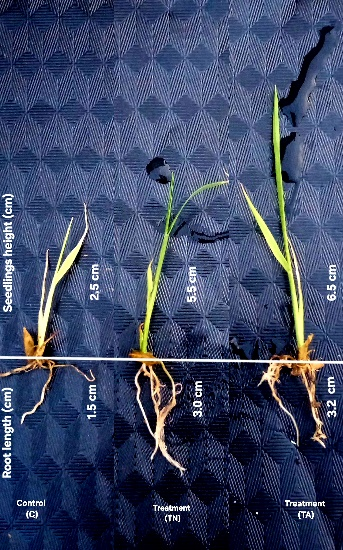 Seedlings height (cm)
2,5 cm
5.5 cm
6.5 cm
Root length (cm)
1.5 cm
3.0 cm
3.2 cm
Control
(C)
Treatment
(TN)
Treatment
(TA)